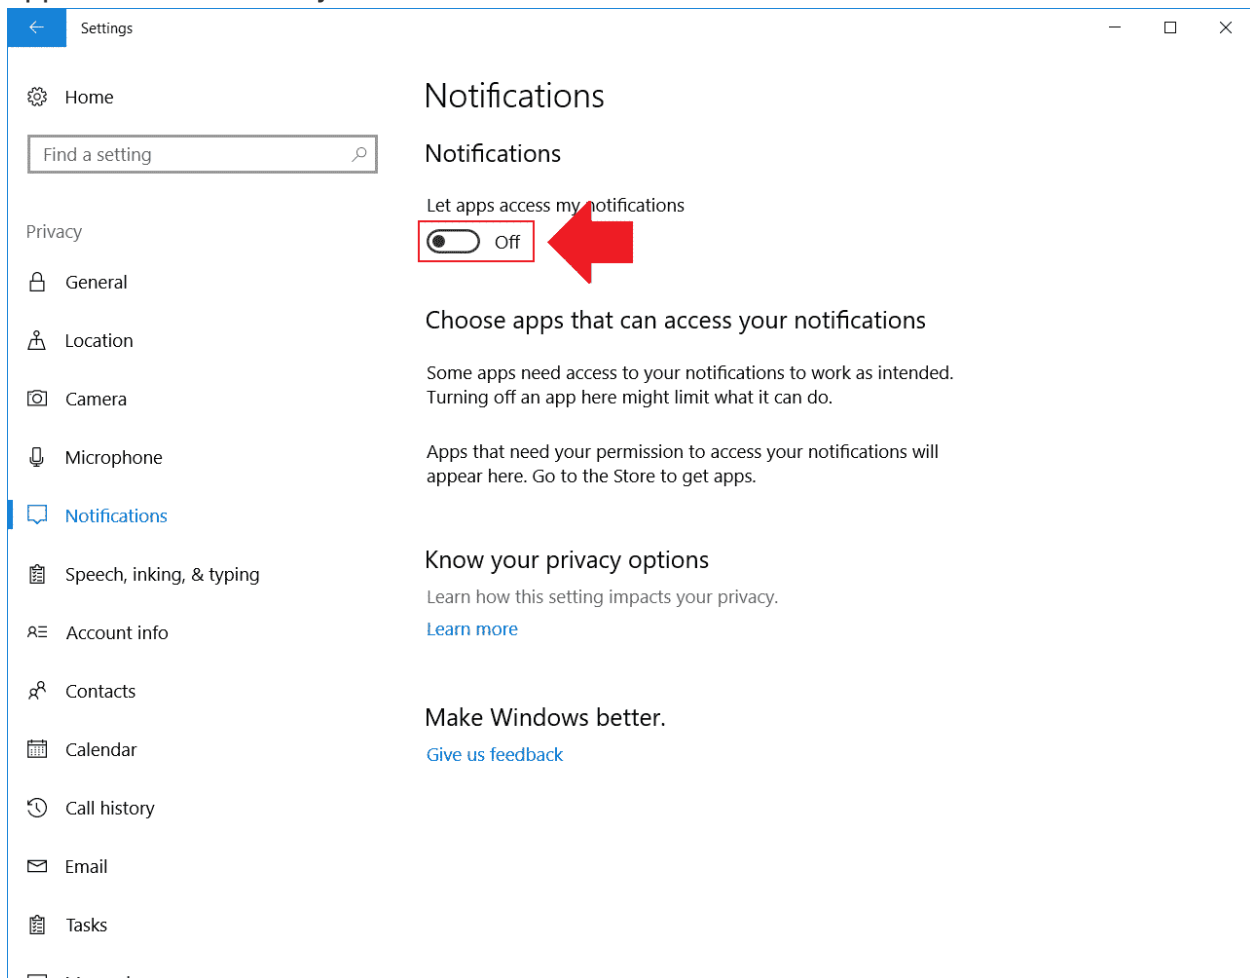 Settings
Home
Find a setting
Privacy
General
Location
Camera
Microphone
Notifications
Speech, inking, & typing
Account info
Contacts
Calendar
Call history
Email
Tasks
Notifications
Notifications
Let apps access my notifications
Off
Choose apps that can access your notifications
Some apps need access to your notifications to work as intended.
Turning off an app here might limit what it can do.
Apps that need your permission to access your notifications will
appear here. Go to the Store to get apps.
Know your privacy options
Learn how this setting impacts your privacy.
Learn more
Make Windows better.
Give us feedback